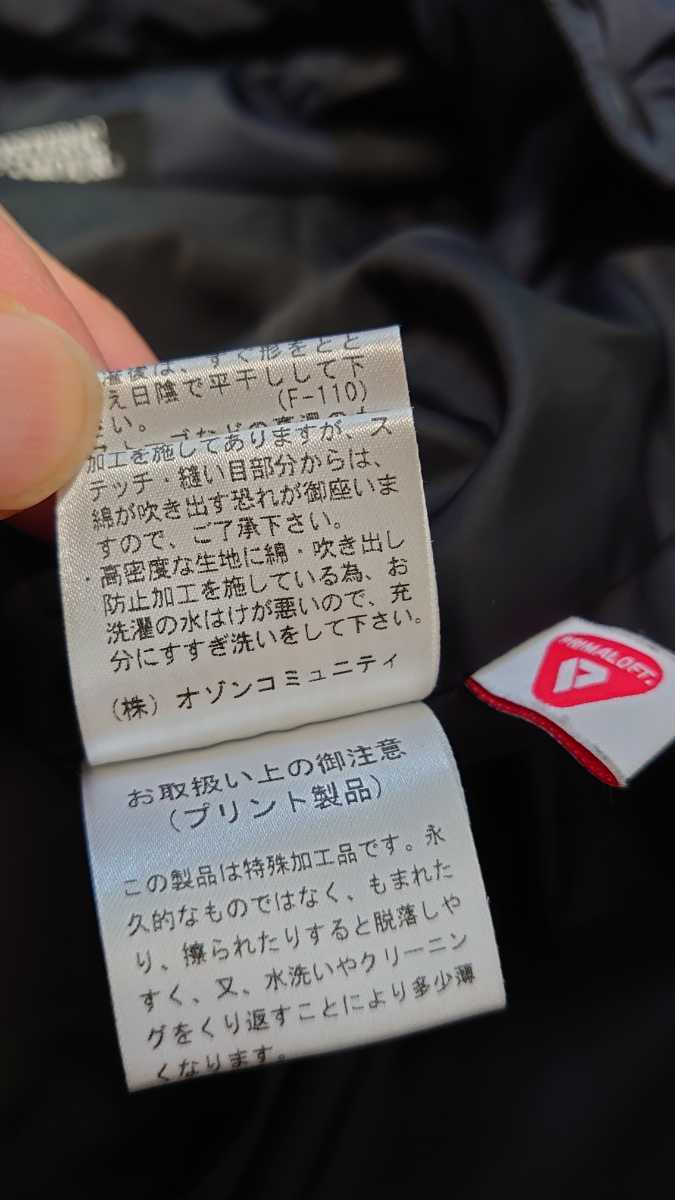 え日陰で平干しして下
い。 (F-110)
加工を施してありますが、ス
テッチ・縫い目部分からは、
綿が吹き出す恐れが御座いま
すので、ご了承下さい。
・高密度な生地に綿・吹き出し
防止加工を施している為、お
洗濯の水はけが悪いので、充
分にすすぎ洗いをして下さい。
(株) オゾンコミュニティ
お取扱い上の御注意
(プリント製品)
この製品は特殊加工品です。永
久的なものではなく、もまれた
り、擦られたりすると脱落しや
すく、又、水洗いやクリーニン
グをくり返すことにより多少薄
くなります。
PRIMALOFT